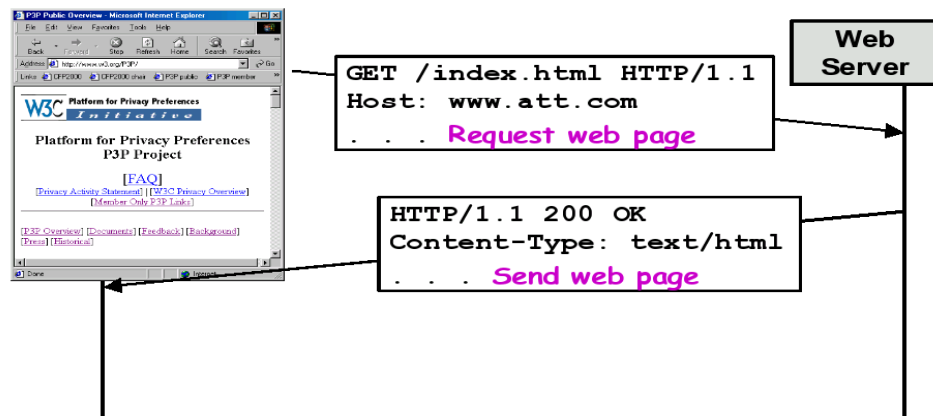 P3P Public Overview - Microsoft Internet Explorer
File Edit View Favorites Tools Help
Back Forward Stop Refresh Home Search Favorites
Address http://www.w3.org/P3P/ Go
Links CFP2000 CFP2000 chair P3P public P3P member
W3C Platform for Privacy Preferences
Initiative
Platform for Privacy Preferences
P3P Project
[FAQ]
[Privacy Activity Statement] | [W3C Privacy Overview]
[Member Only P3P Links]
[P3P Overview] [Documents] [Feedback] [Background]
[Press] [Historical]
Done Internet
GET /index.html HTTP/1.1
Host: www.att.com
. . . Request web page
Web
Server
HTTP/1.1 200 OK
Content-Type: text/html
. . . Send web page